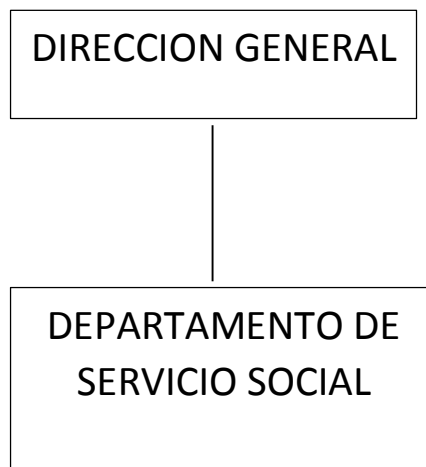 DIRECCION GENERAL
DEPARTAMENTO DE
SERVICIO SOCIAL